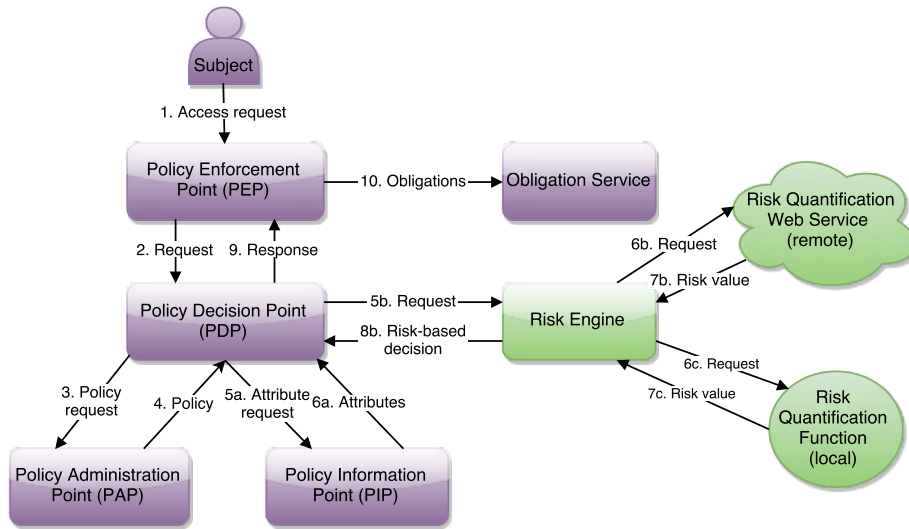 Subject
1. Access request
Policy Enforcement
Point (PEP)
10. Obligations
Obligation Service
Risk Quantification
Web Service
(remote)
2. Request
9. Response
6b. Request
7b. Risk value
Policy Decision Point
(PDP)
5b. Request
8b. Risk-based
decision
Risk Engine
6c. Request
7c. Risk value
Risk
Quantification
Function
(local)
3. Policy
request
4. Policy
5a. Attribute
request
6a. Attributes
Policy Administration
Point (PAP)
Policy Information
Point (PIP)